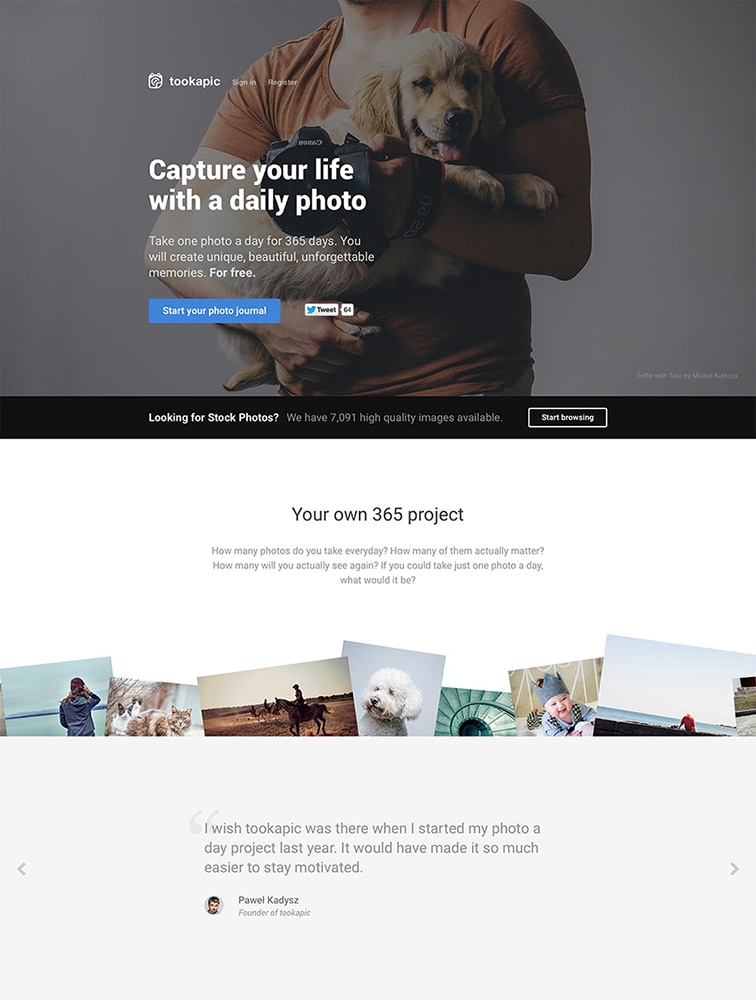 tookapic Sign in Register
Canon
Capture your life
with a daily photo
Take one photo a day for 365 days. You
will create unique, beautiful, unforgettable
memories. For free.
Start your photo journal Tweet 64
Selfie with Toto by Michał Kulesza
Looking for Stock Photos? We have 7,091 high quality images available. Start browsing
Your own 365 project
How many photos do you take everyday? How many of them actually matter?
How many will you actually see again? If you could take just one photo a day,
what would it be?
“
I wish tookapic was there when I started my photo a
day project last year. It would have made it so much
easier to stay motivated.
Paweł Kadysz
Founder of tookapic